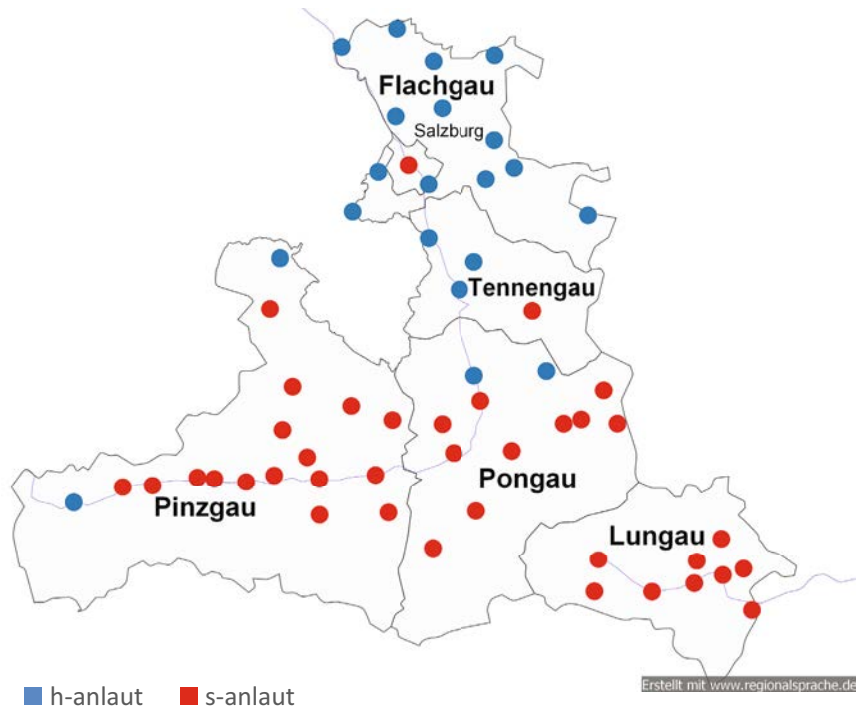 Flachgau
Salzburg
Tennengau
Pinzgau
Pongau
Lungau
Erstellt mit www.regionalsprache.de
h-anlaut s-anlaut